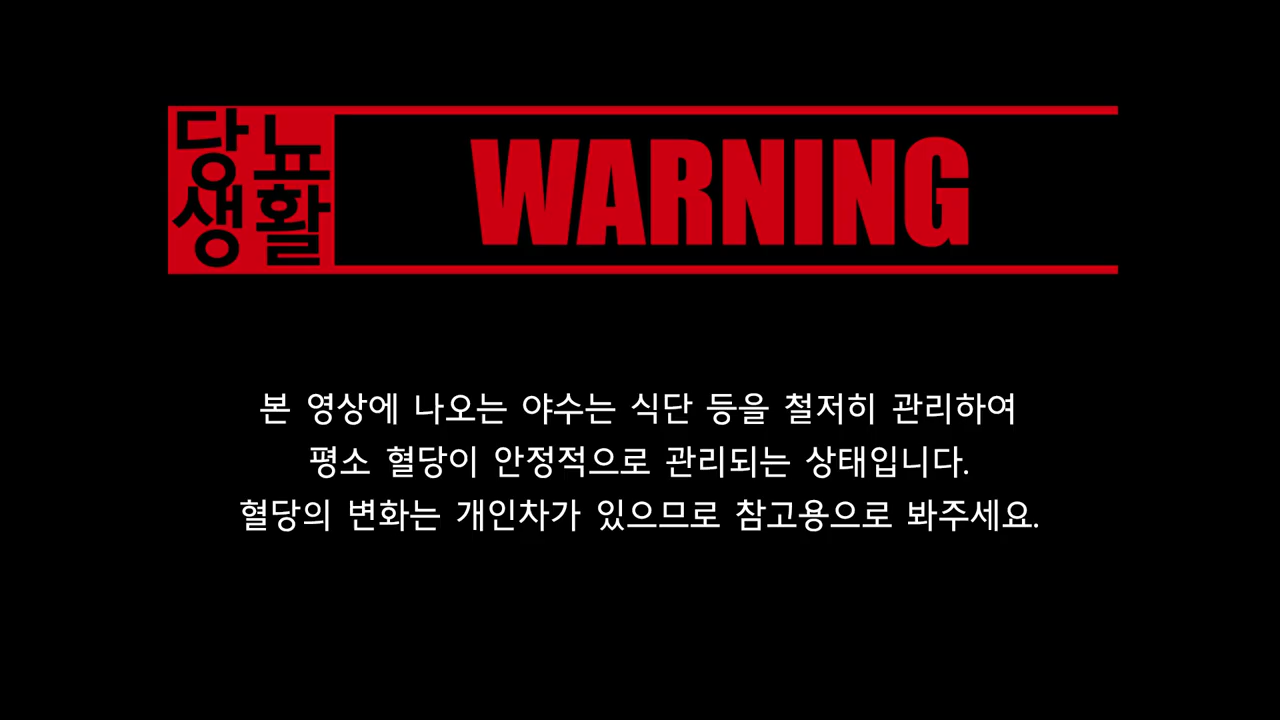 당뇨
생활
WARNING
본 영상에 나오는 야수는 식단 등을 철저히 관리하여
평소 혈당이 안정적으로 관리되는 상태입니다.
혈당의 변화는 개인차가 있으므로 참고용으로 봐주세요.